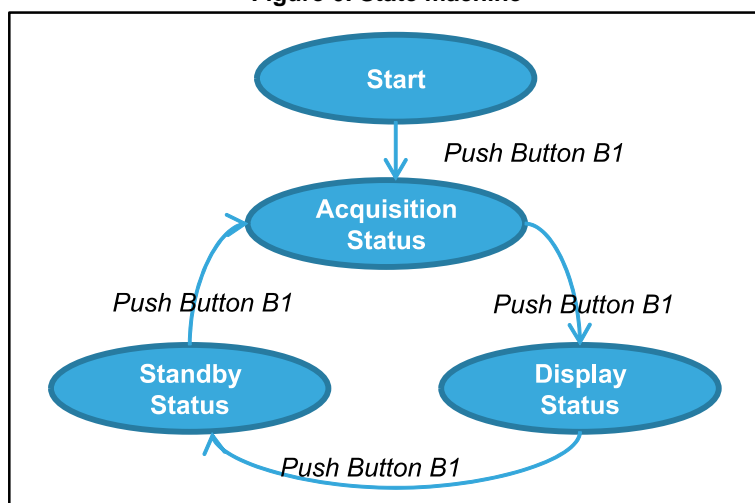 Start
Push Button B1
Acquisition
Status
Push Button B1
Push Button B1
Standby
Status
Display
Status
Push Button B1